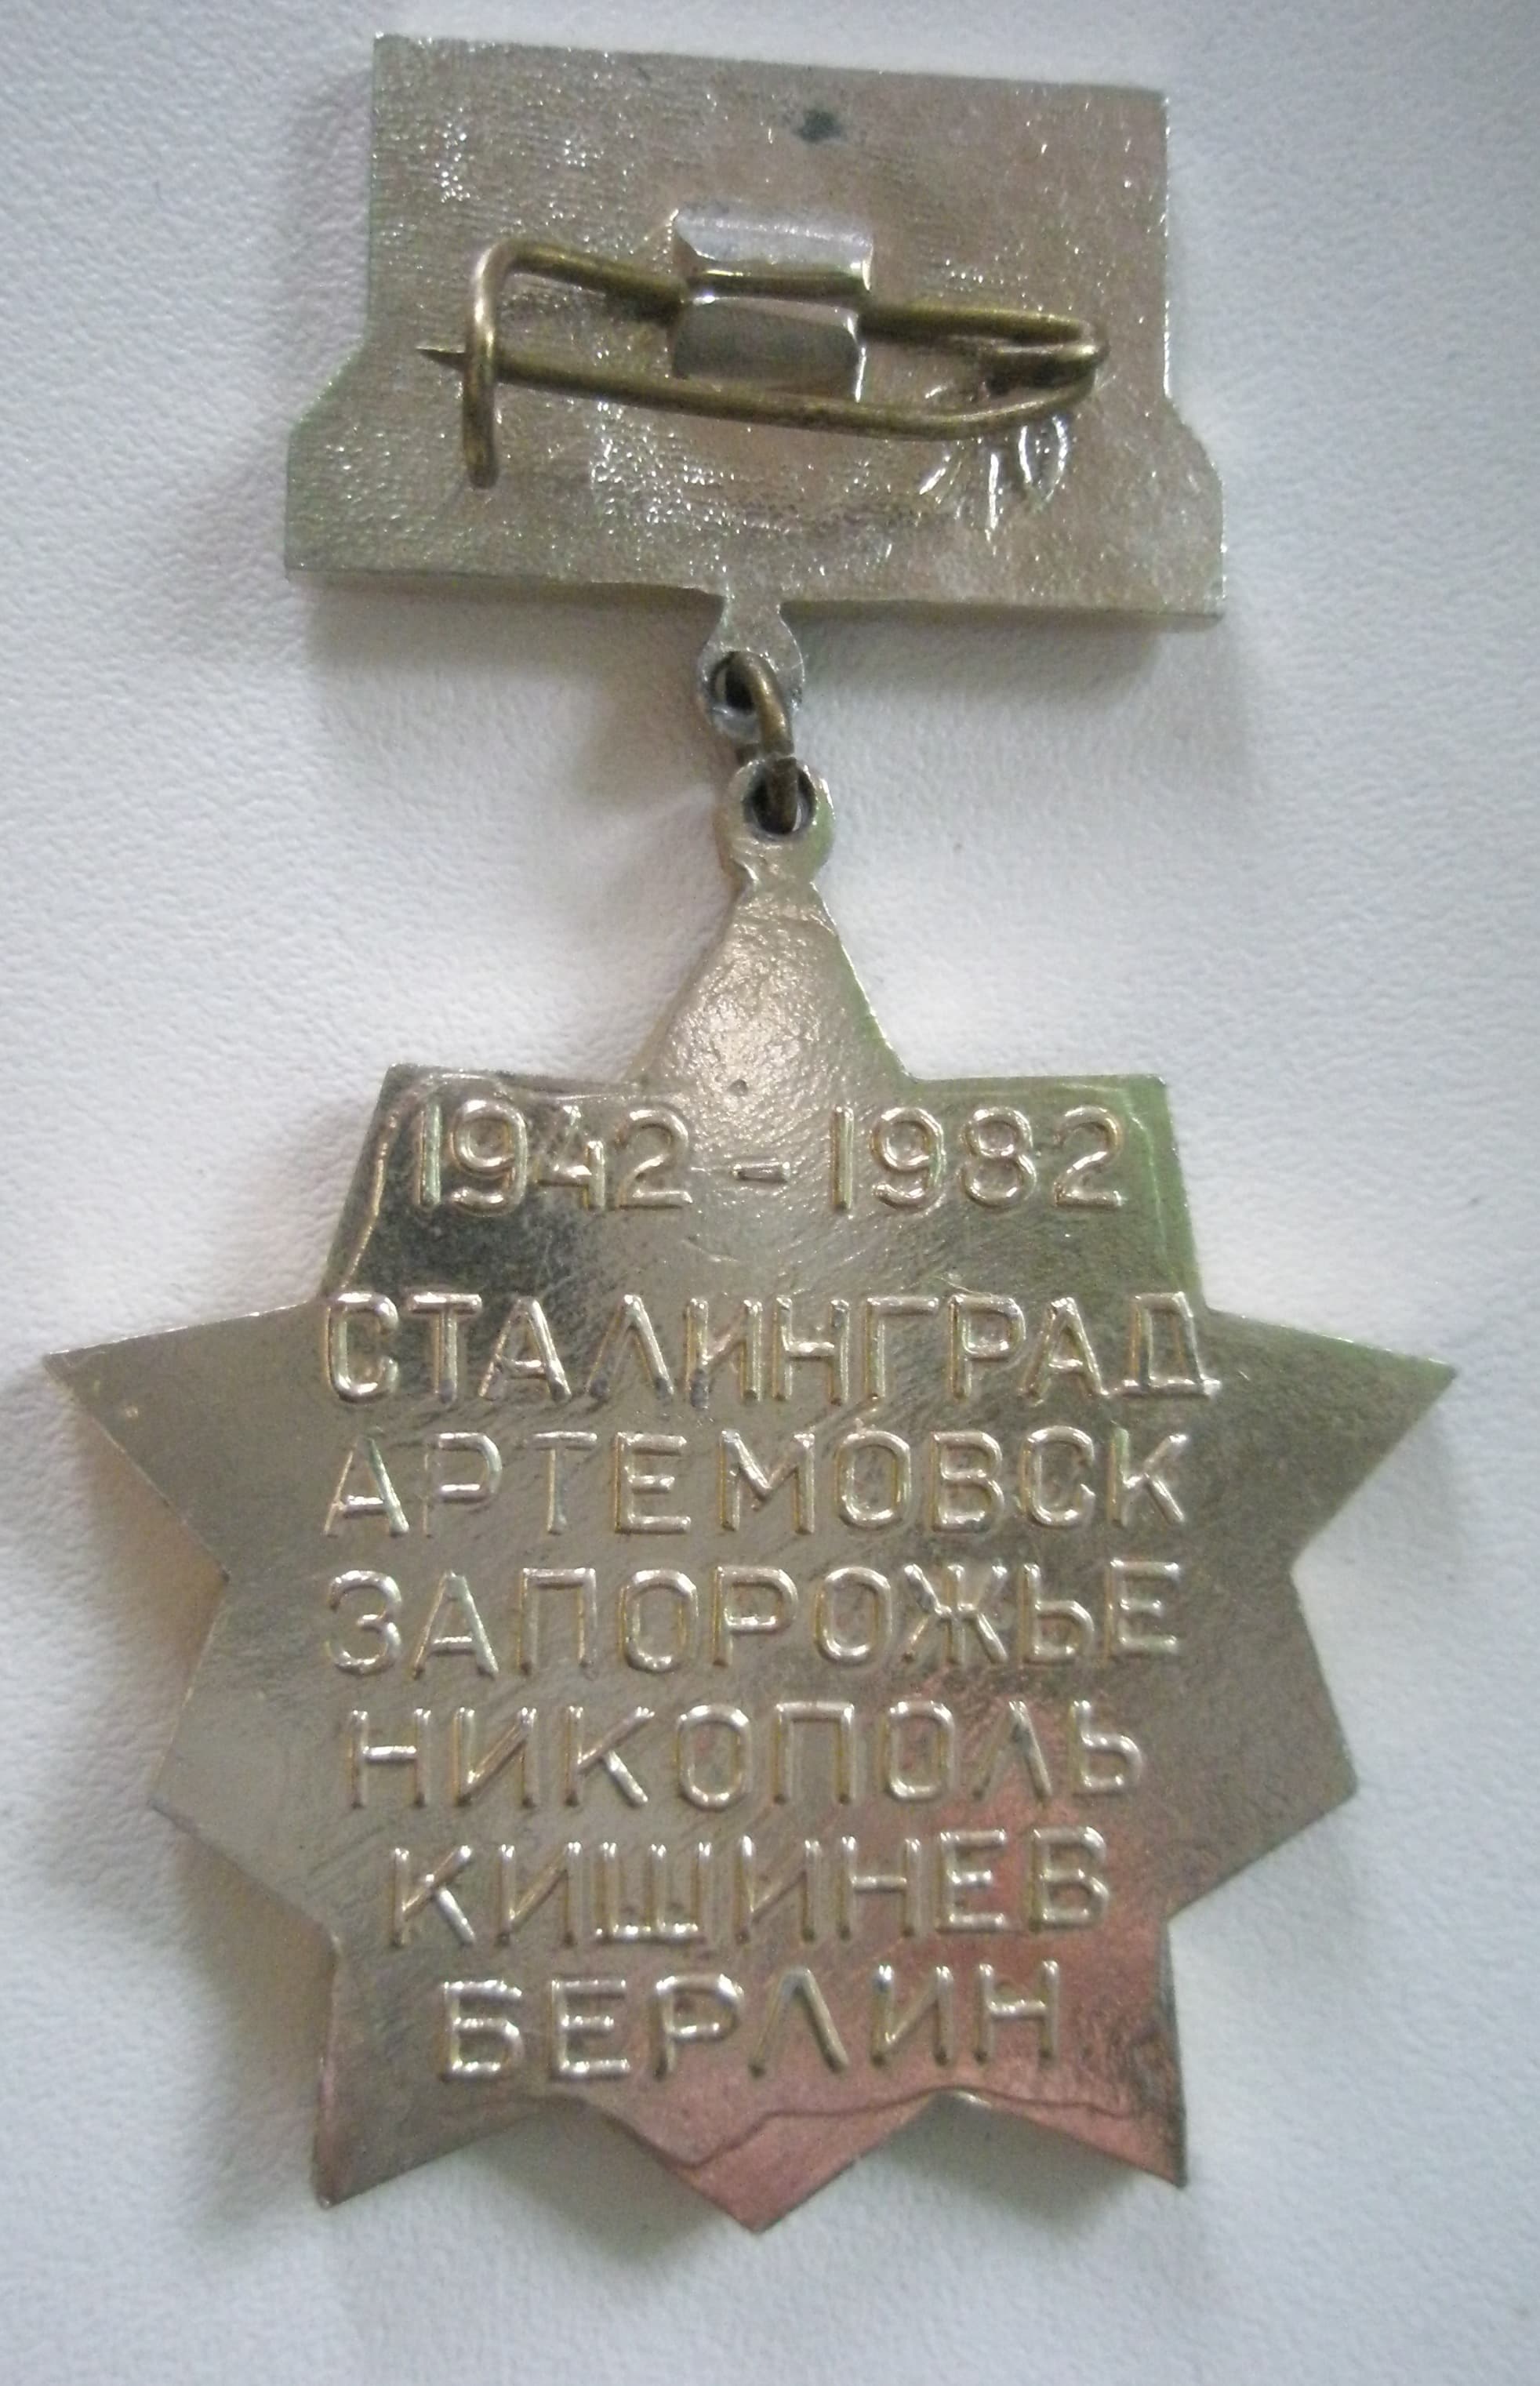 1942-1982
СТАЛИНГРАД
АРТЕМОВСК
ЗАПОРОЖЬЕ
НИКОПОЛЬ
КИШИНЕВ
БЕРЛИН